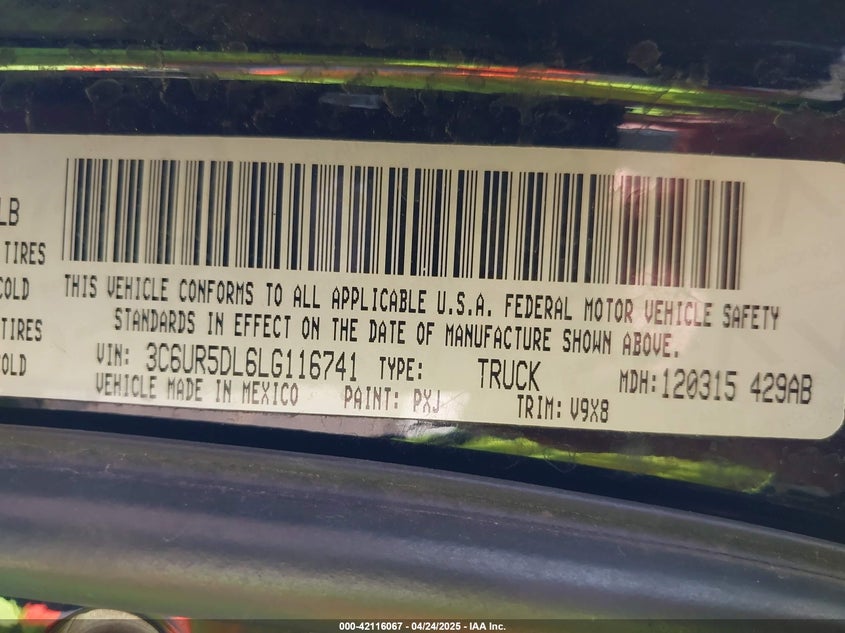 LB
TIRES
COLD
TIRES
COLD
THIS VEHICLE CONFORMS TO ALL APPLICABLE U.S.A. FEDERAL MOTOR VEHICLE SAFETY
STANDARDS IN EFFECT ON THE DATE OF MANUFACTURE SHOWN ABOVE.
VIN: 3C6UR5DL6LG116741 TYPE: TRUCK MDH: 120315 429AB
VEHICLE MADE IN MEXICO PAINT: PXJ TRIM: V9X8
000-42116067 - 04/24/2025 - IAA Inc.